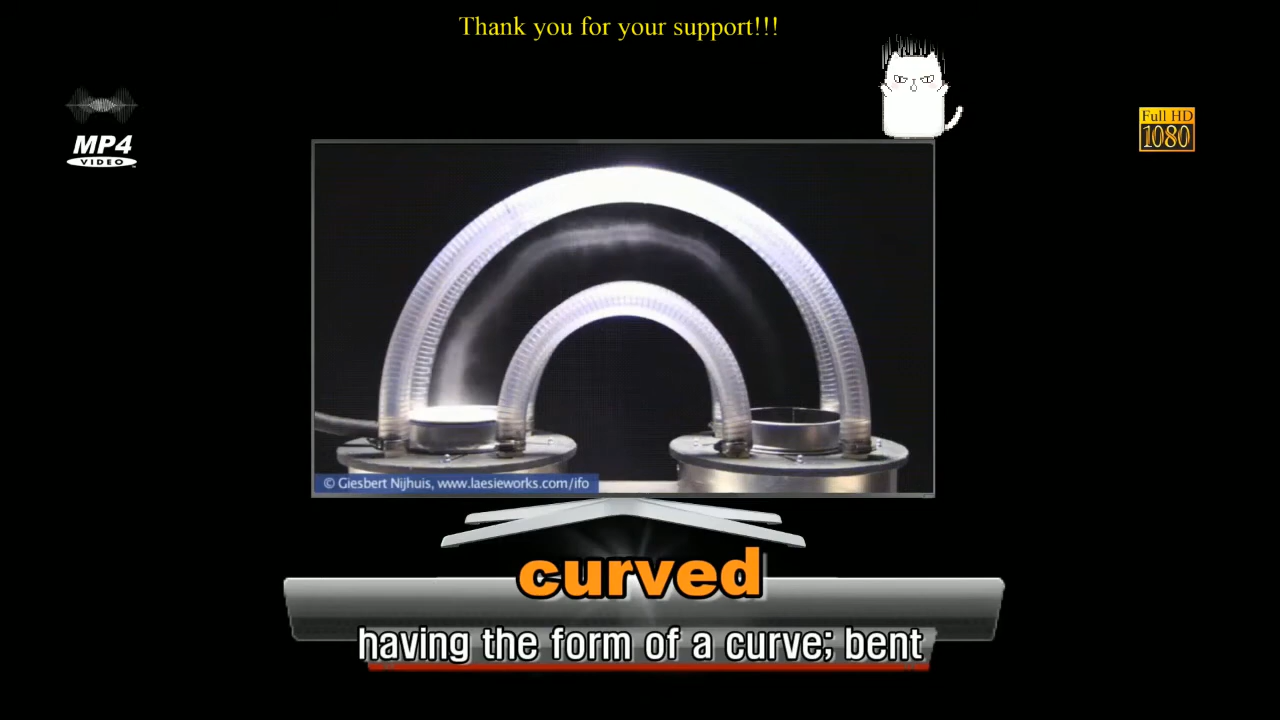 Thank you for your support!!!
MP4
VIDEO
Full HD
1080
© Giesbert Nijhuis, www.laesieworks.com/ifo
curved
having the form of a curve; bent